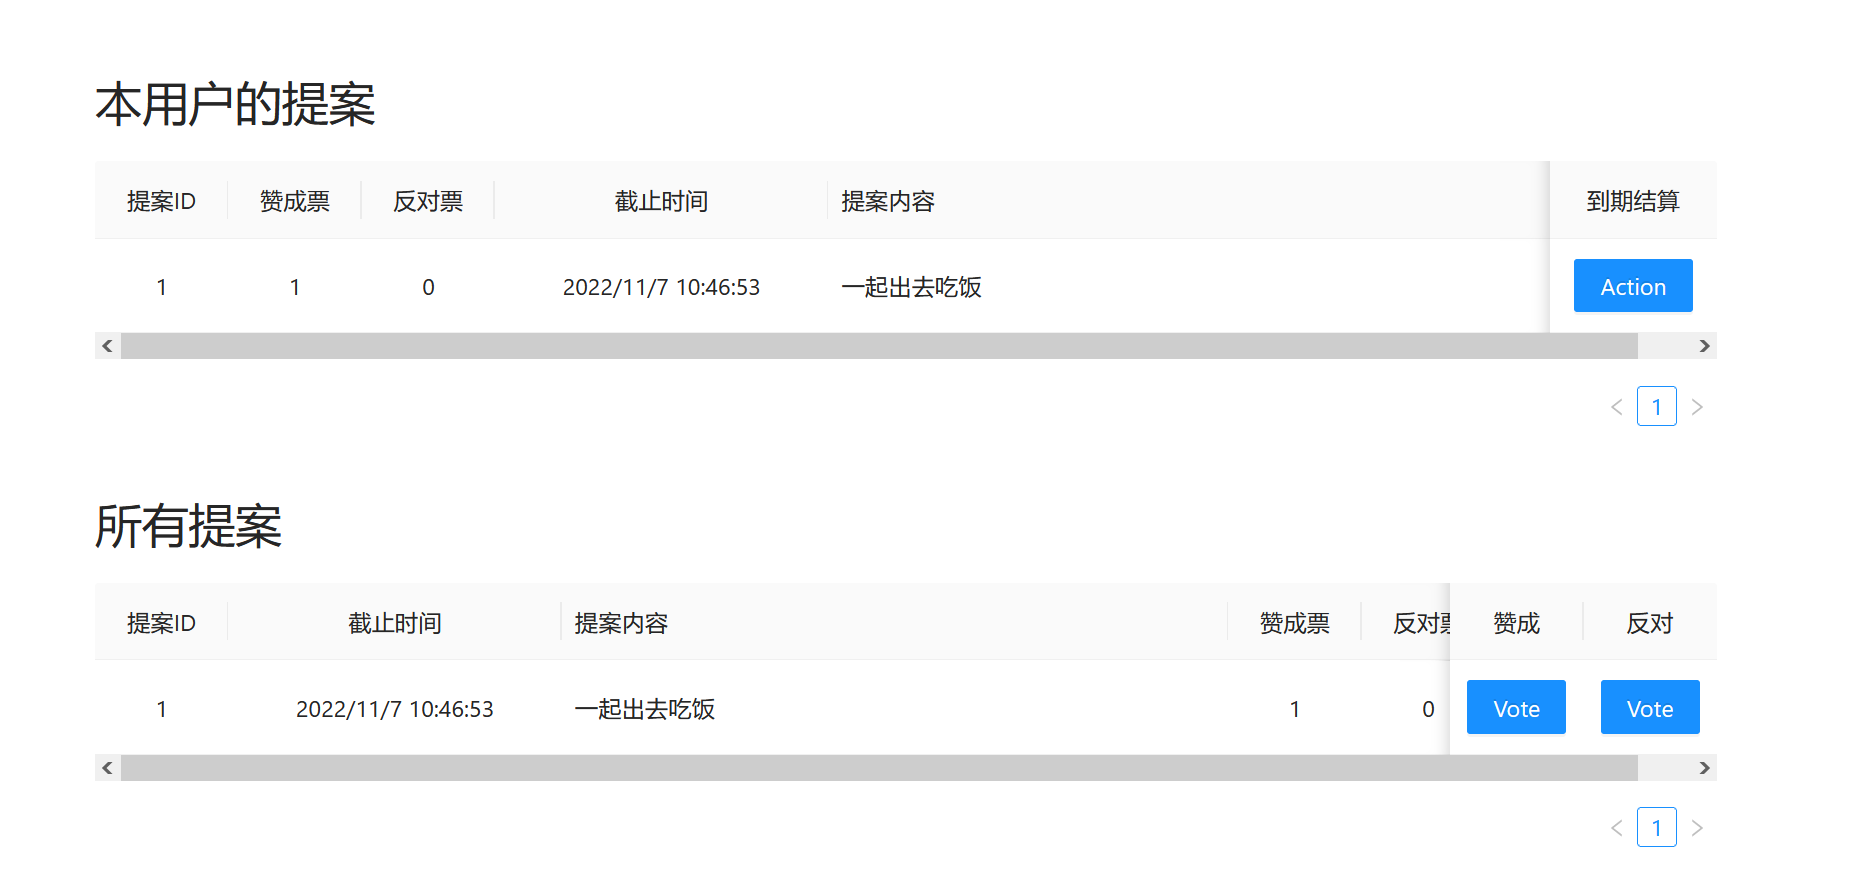 本用户的提案
提案ID 赞成票 反对票 截止时间 提案内容 到期结算
1 1 0 2022/11/7 10:46:53 一起出去吃饭 Action
1
所有提案
提案ID 截止时间 提案内容 赞成票 反对票 赞成 反对
1 2022/11/7 10:46:53 一起出去吃饭 1 0 Vote Vote
1